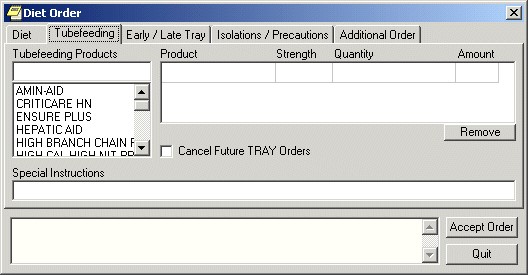 Diet Order
Diet Tubefeeding Early / Late Tray Isolations / Precautions Additional Order
Tubefeeding Products Product Strength Quantity Amount
AMIN-AID
CRITICARE HN
ENSURE PLUS
HEPATIC AID
HIGH BRANCH CHAIN
HIGH CAL HIGH NIT
Remove
Cancel Future TRAY Orders
Special Instructions
Accept Order
Quit